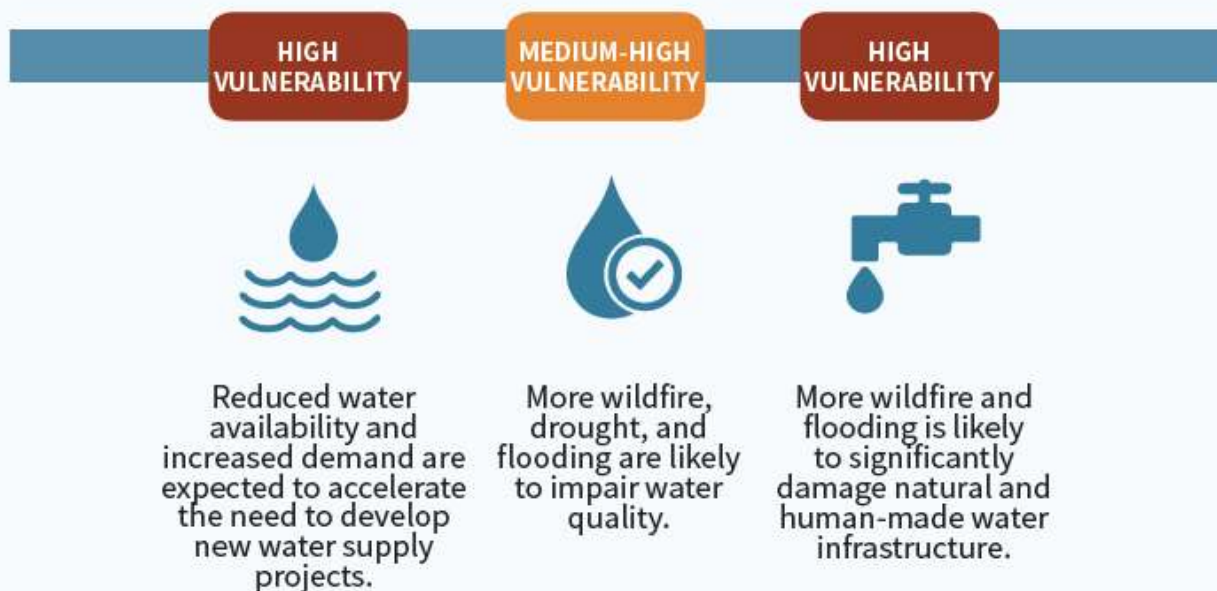 HIGH
VULNERABILITY
MEDIUM-HIGH
VULNERABILITY
HIGH
VULNERABILITY
Reduced water
availability and
increased demand are
expected to accelerate
the need to develop
new water supply
projects.
More wildfire,
drought, and
flooding are likely
to impair water
quality.
More wildfire and
flooding is likely
to significantly
damage natural and
human-made water
infrastructure.